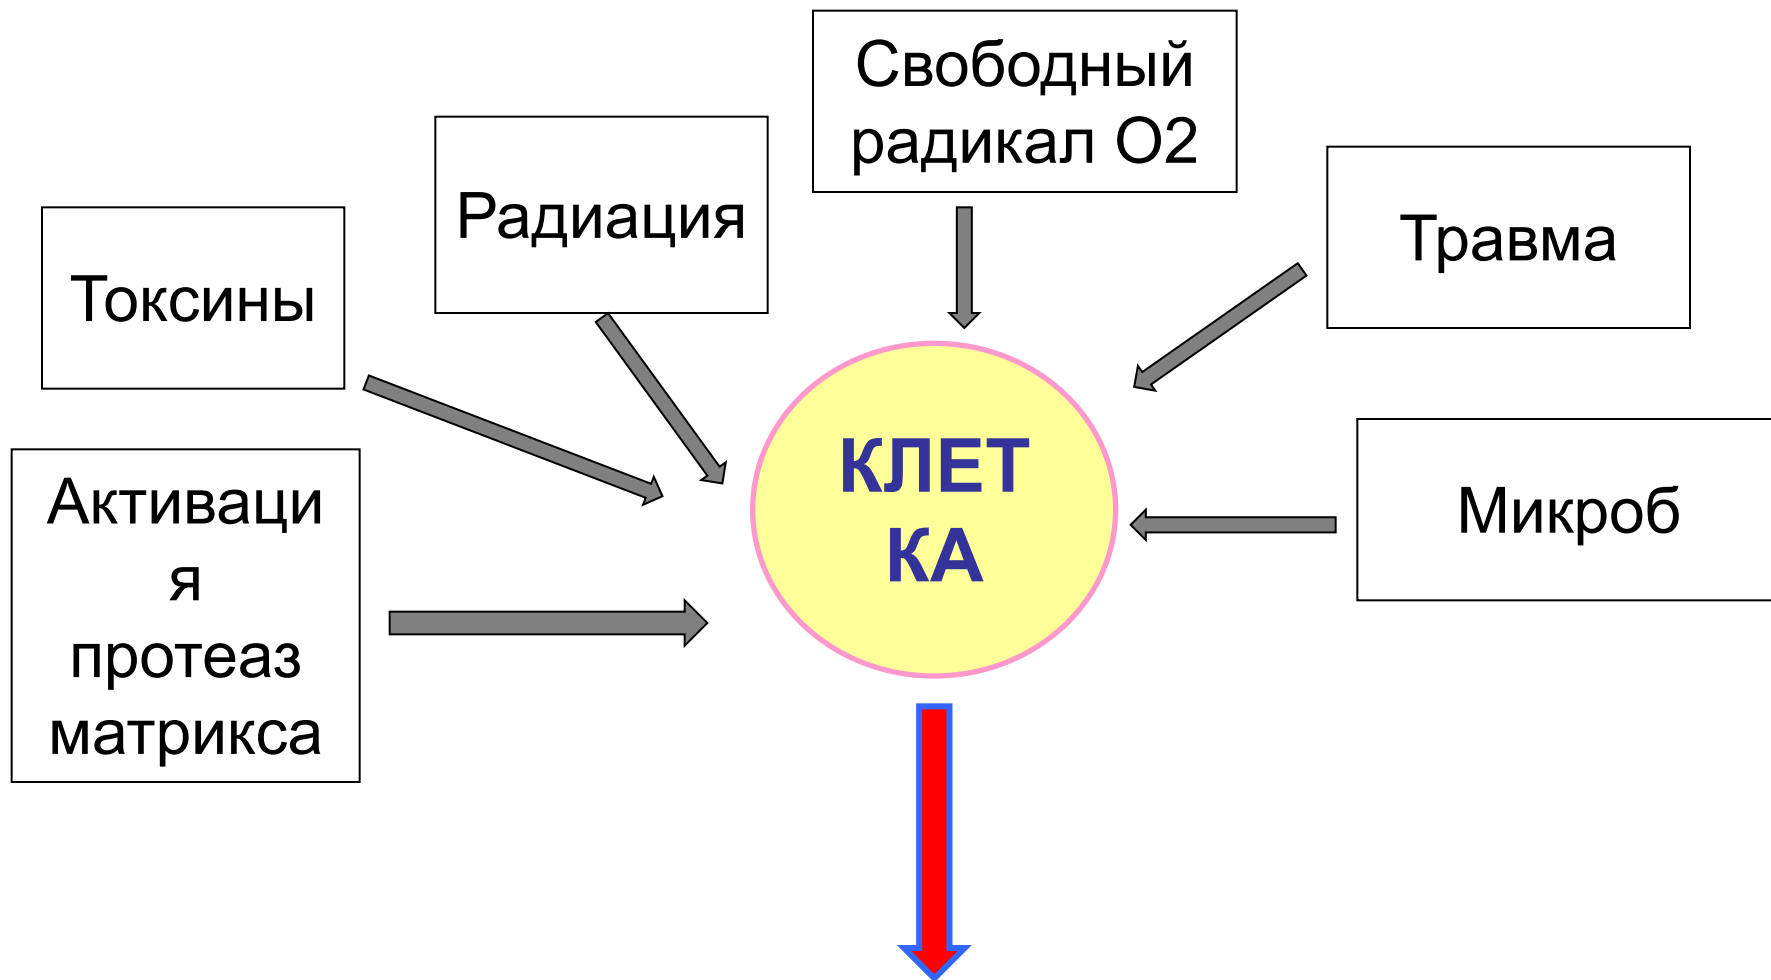 Свободный
радикал О2
Радиация
Травма
Токсины
КЛЕТ
КА
Микроб
Активаци
я
протеаз
матрикса